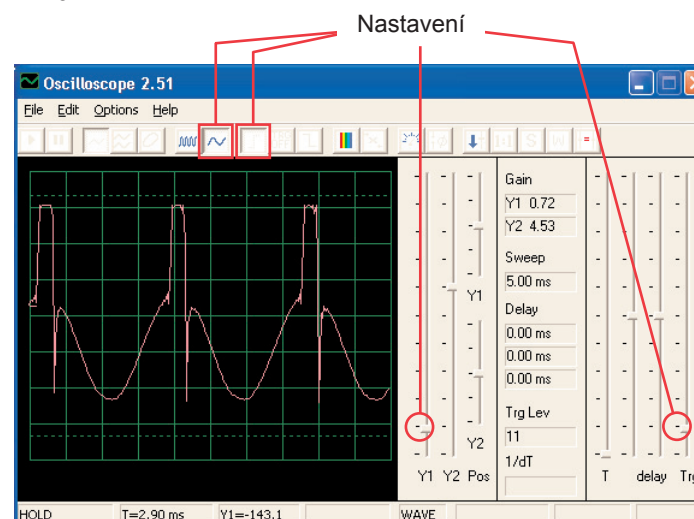 Nastavení
Oscilloscope 2.51
File Edit Options Help
Gain
Y1 0.72
Y2 4.53
Sweep
5.00 ms
Y1
Delay
0.00 ms
0.00 ms
0.00 ms
Trg Lev
11
Y2
1/dT
Y1 Y2 Pos
T delay Trg
HOLD T=2.90 ms Y1=-143.1 WAVE